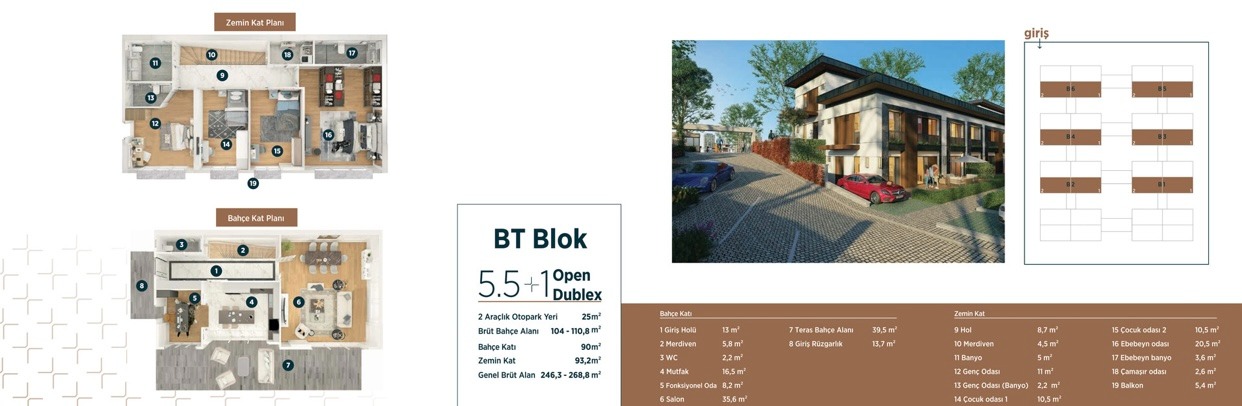 Zemin Kat Planı
10
18
17
11
9
13
12
14
15
16
19
Bahçe Kat Planı
3
2
1
8
5
4
6
7
BT Blok
5.5+1 Open Dublex
2 Araçlık Otopark Yeri 25m²
Brüt Bahçe Alanı 104 - 110,8 m²
Bahçe Katı 90m²
Zemin Kat 93,2m²
Genel Brüt Alan 246,3 - 268,8 m²
giriş
B6 B5
B4 B3
B2 B1
Bahçe Katı
1 Giriş Holü 13 m²
2 Merdiven 5,8 m²
3 WC 2,2 m²
4 Mutfak 16,5 m²
5 Fonksiyonel Oda 8,2 m²
6 Salon 35,6 m²
7 Teras Bahçe Alanı 39,5 m²
8 Giriş Rüzgarlık 13,7 m²
Zemin Kat
9 Hol 8,7 m²
10 Merdiven 4,5 m²
11 Banyo 5 m²
12 Genç Odası 11 m²
13 Genç Odası (Banyo) 2,2 m²
14 Çocuk odası 1 10,5 m²
15 Çocuk odası 2 10,5 m²
16 Ebebeyn odası 20,5 m²
17 Ebebeyn banyo 3,6 m²
18 Çamaşır odası 2,6 m²
19 Balkon 5,4 m²